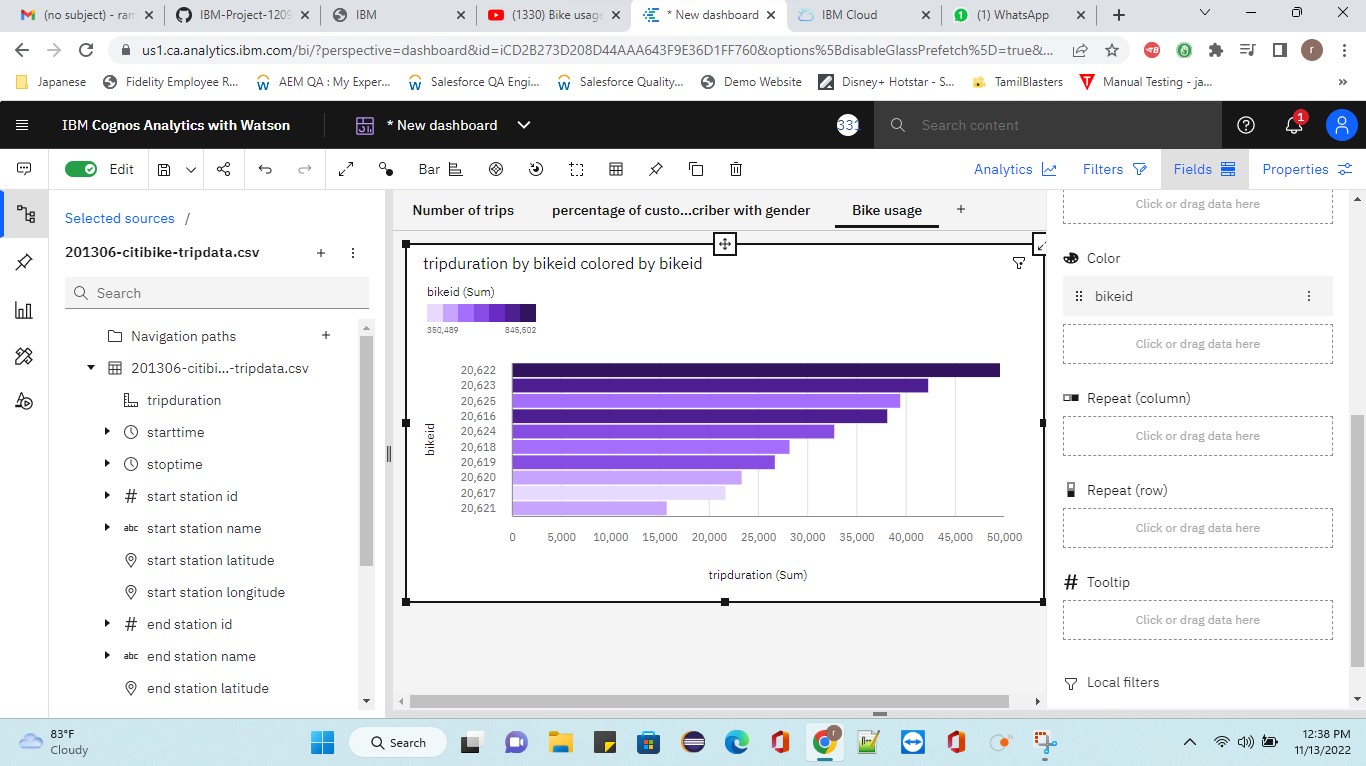 (no subject) - ram
IBM-Project-1209
IBM
(1330) Bike usage
* New dashboard
IBM Cloud
(1) WhatsApp
us1.ca.analytics.ibm.com/bi/?perspective=dashboard&id=iCD2B273D208D44AAA643F9E36D1FF760&options%5BdisableGlassPrefetch%5D=true&...
r
Japanese
Fidelity Employee R...
AEM QA : My Exper...
Salesforce QA Engi...
Salesforce Quality...
Demo Website
Disney+ Hotstar - S...
TamilBlasters
Manual Testing - ja...
»
IBM Cognos Analytics with Watson
* New dashboard
331
Search content
1
Edit
Bar
Analytics
Filters
Fields
Properties
Selected sources /
201306-citibike-tripdata.csv
Search
Navigation paths
201306-citibi...-tripdata.csv
tripduration
starttime
stoptime
# start station id
abc start station name
start station latitude
start station longitude
# end station id
abc end station name
end station latitude
Number of trips
percentage of custo...criber with gender
Bike usage
tripduration by bikeid colored by bikeid
bikeid (Sum)
350,489
845,502
bikeid
20,622
20,623
20,625
20,616
20,624
20,618
20,619
20,620
20,617
20,621
0
5,000
10,000
15,000
20,000
25,000
30,000
35,000
40,000
45,000
50,000
tripduration (Sum)
Click or drag data here
Color
bikeid
Click or drag data here
Repeat (column)
Click or drag data here
Repeat (row)
Click or drag data here
# Tooltip
Click or drag data here
Local filters
83°F
Cloudy
Search
r
12:38 PM
11/13/2022